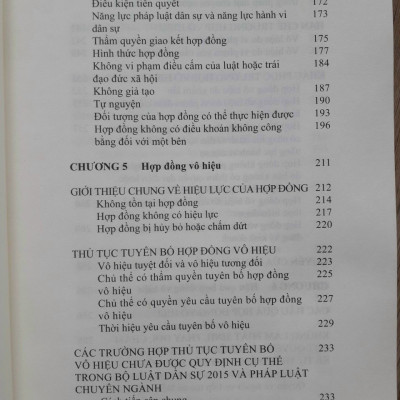 Điều kiện tiên quyết 172
Năng lực pháp luật dân sự và năng lực hành vi 173
dân sự
Thẩm quyền giao kết hợp đồng 175
Hình thức hợp đồng 177
Không vi phạm điều cấm của luật hoặc trái 184
đạo đức xã hội
Không giả tạo 187
Tự nguyện 190
Đối tượng của hợp đồng có thể thực hiện được 193
Hợp đồng không có điều khoản không công 196
bằng đối với một bên
CHƯƠNG 5 Hợp đồng vô hiệu 211
GIỚI THIỆU CHUNG VỀ HIỆU LỰC CỦA HỢP ĐỒNG 212
Không tồn tại hợp đồng 214
Hợp đồng không có hiệu lực 217
Hợp đồng bị hủy bỏ hoặc chấm dứt 220
THỦ TỤC TUYÊN BỐ HỢP ĐỒNG VÔ HIỆU 222
Vô hiệu tuyệt đối và vô hiệu tương đối 223
Chủ thể có thẩm quyền tuyên bố hợp đồng 225
vô hiệu
Chủ thể có quyền yêu cầu tuyên bố hợp đồng 227
vô hiệu
Thời hiệu yêu cầu tuyên bố vô hiệu 229
CÁC TRƯỜNG HỢP THỦ TỤC TUYÊN BỐ 233
VÔ HIỆU CHƯA ĐƯỢC QUY ĐỊNH CỤ THỂ
TRONG BỘ LUẬT DÂN SỰ 2015 VÀ PHÁP LUẬT
CHUYÊN NGÀNH
233